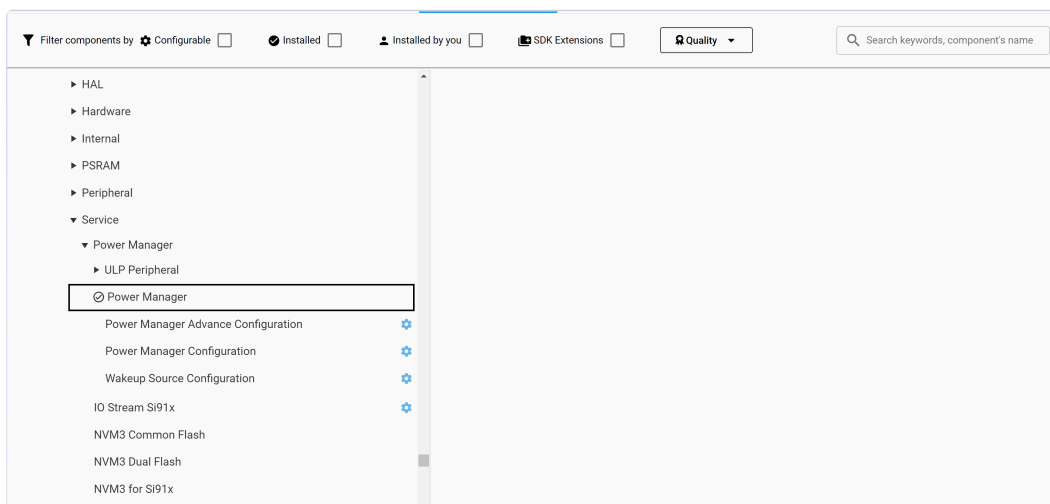 Filter components by Configurable Installed Installed by you SDK Extensions Quality Search keywords, component's name
HAL
Hardware
Internal
PSRAM
Peripheral
Service
Power Manager
ULP Peripheral
Power Manager
Power Manager Advance Configuration
Power Manager Configuration
Wakeup Source Configuration
IO Stream Si91x
NVM3 Common Flash
NVM3 Dual Flash
NVM3 for Si91x